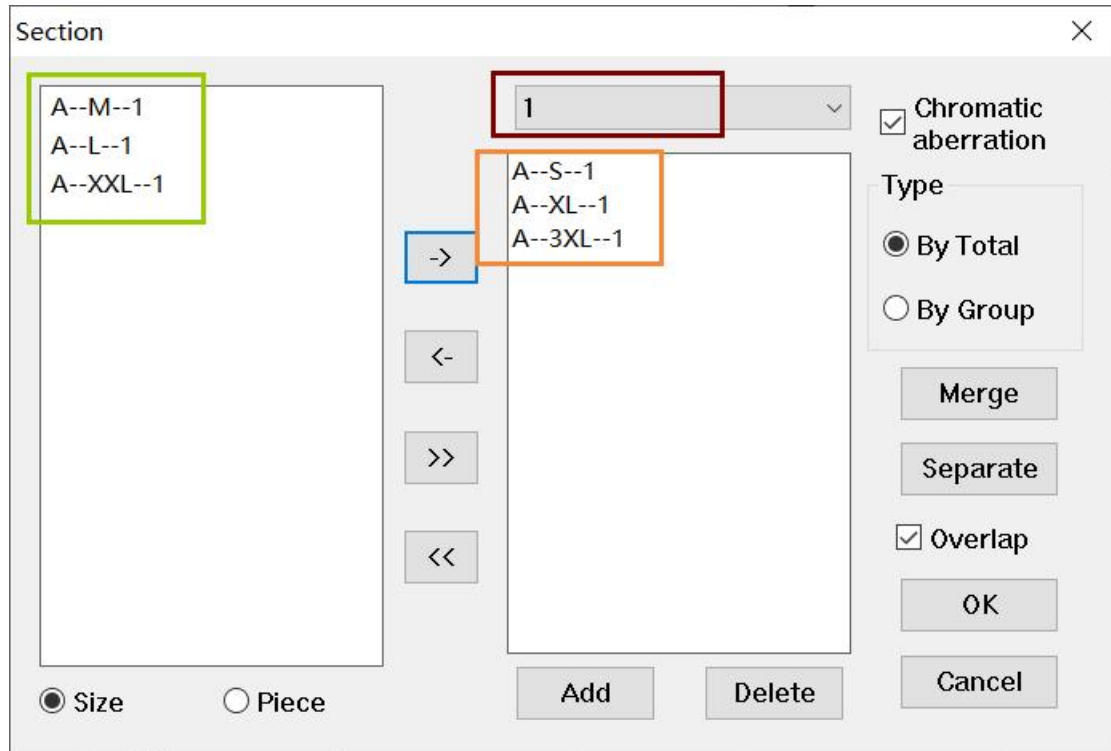 Section
A--M--1
A--L--1
A--XXL--1
->
<-
>>
<<
Size
Piece
1
A--S--1
A--XL--1
A--3XL--1
Add
Delete
Chromatic
aberration
Type
By Total
By Group
Merge
Separate
Overlap
OK
Cancel